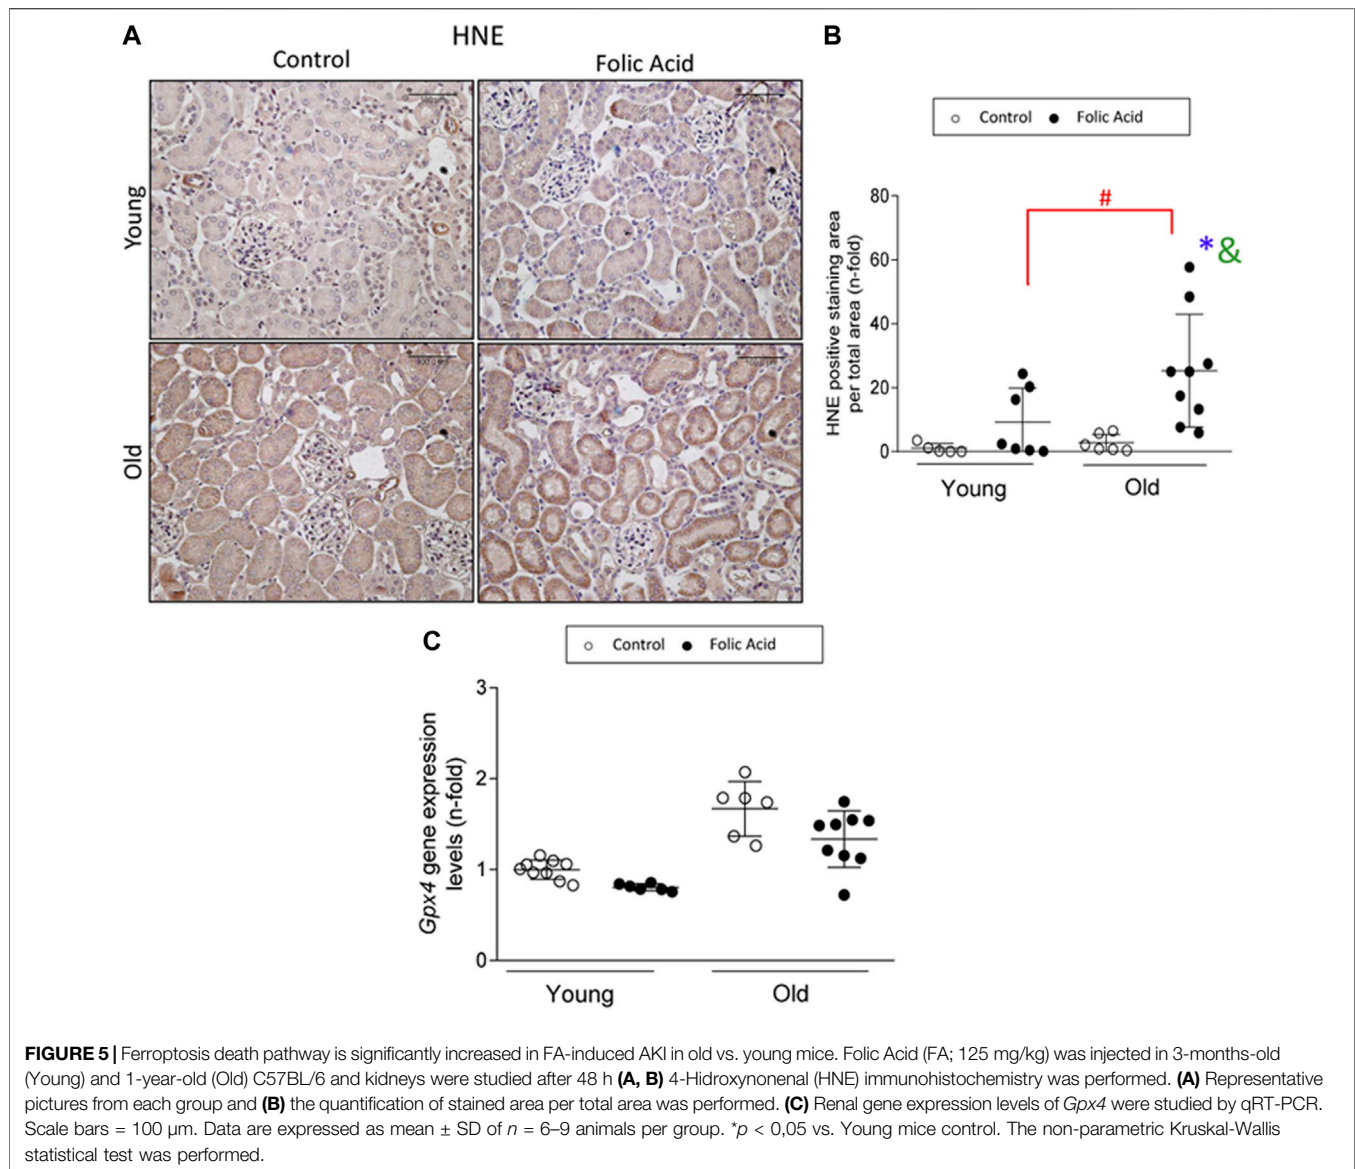 A
HNE
Control
Folic Acid
Young
Old
100 µm
100 µm
B
Control Folic Acid
HNE positive staining area
per total area (n-fold)
80
60
40
20
0
#
*&
Young
Old
C
Control Folic Acid
Gpx4 gene expression
levels (n-fold)
3
2
1
0
Young
Old
FIGURE 5 | Ferroptosis death pathway is significantly increased in FA-induced AKI in old vs. young mice. Folic Acid (FA; 125 mg/kg) was injected in 3-months-old
(Young) and 1-year-old (Old) C57BL/6 and kidneys were studied after 48 h (A, B) 4-Hidroxynonenal (HNE) immunohistochemistry was performed. (A) Representative
pictures from each group and (B) the quantification of stained area per total area was performed. (C) Renal gene expression levels of Gpx4 were studied by qRT-PCR.
Scale bars = 100 µm. Data are expressed as mean ± SD of n = 6–9 animals per group. *p < 0,05 vs. Young mice control. The non-parametric Kruskal-Wallis
statistical test was performed.